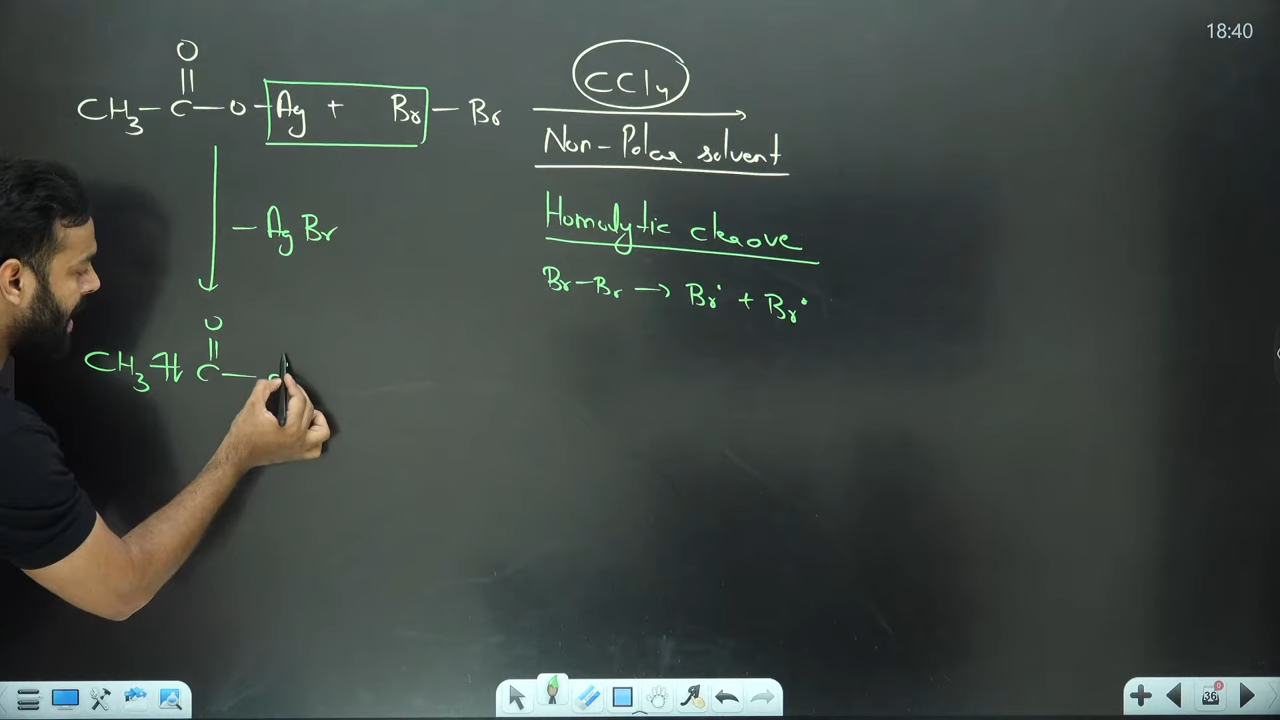 18:40
O
CH3 – C – O – Ag + Br – Br
CCl4
Non-Polar solvent
– AgBr
Homolytic cleave
Br – Br → Br• + Br•
O
CH3 C –
36